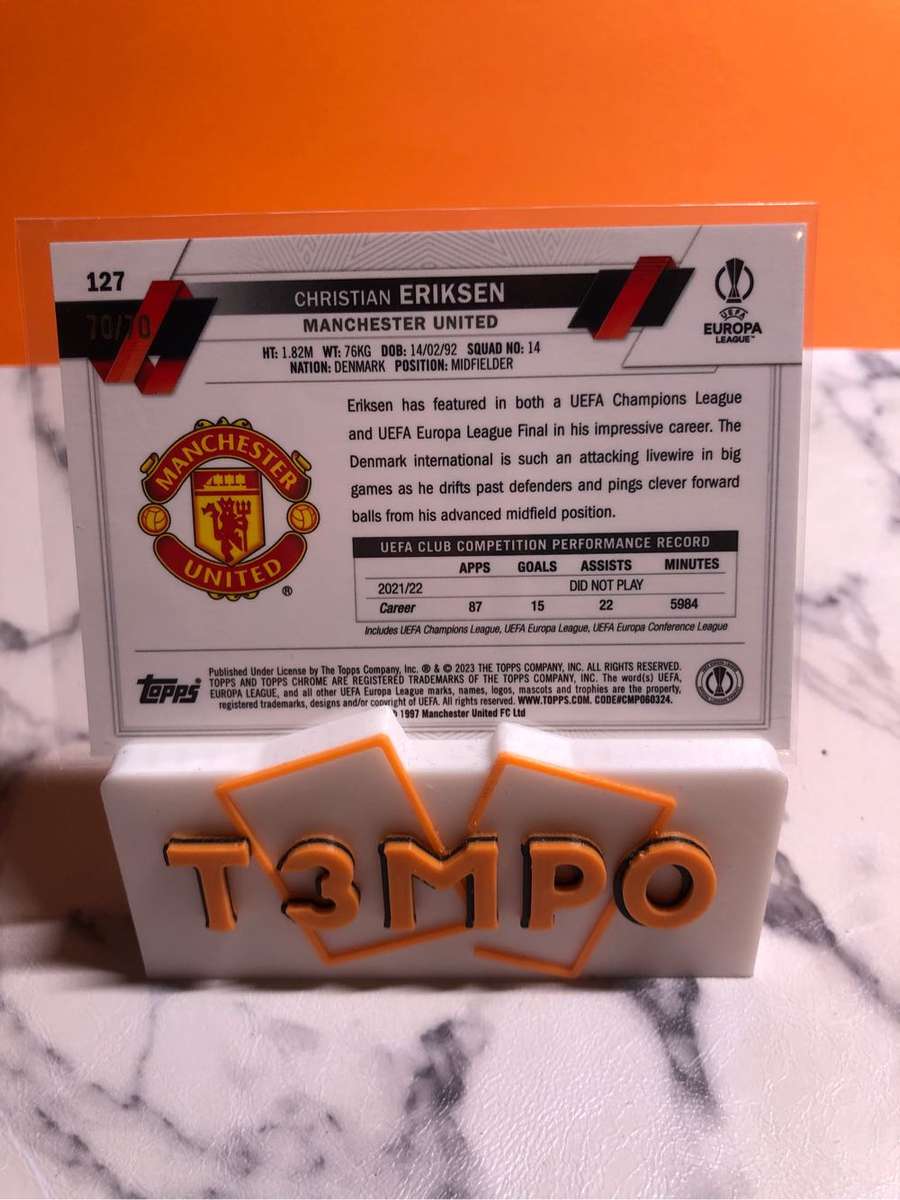 127
70/70
CHRISTIAN ERIKSEN
MANCHESTER UNITED
HT: 1.82M WT: 76KG DOB: 14/02/92 SQUAD NO: 14
NATION: DENMARK POSITION: MIDFIELDER
UEFA
EUROPA
LEAGUE™
MANCHESTER
UNITED
®
Eriksen has featured in both a UEFA Champions League
and UEFA Europa League Final in his impressive career. The
Denmark international is such an attacking livewire in big
games as he drifts past defenders and pings clever forward
balls from his advanced midfield position.
UEFA CLUB COMPETITION PERFORMANCE RECORD
APPS GOALS ASSISTS MINUTES
2021/22 DID NOT PLAY
Career 87 15 22 5984
Includes UEFA Champions League, UEFA Europa League, UEFA Europa Conference League
Topps
Published Under License by The Topps Company, Inc. ® & © 2023 THE TOPPS COMPANY, INC. ALL RIGHTS RESERVED.
TOPPS AND TOPPS CHROME ARE REGISTERED TRADEMARKS OF THE TOPPS COMPANY, INC. The word(s) UEFA,
EUROPA LEAGUE, and all other UEFA Europa League marks, names, logos, mascots and trophies are the property,
registered trademarks, designs and/or copyright of UEFA. All rights reserved. WWW.TOPPS.COM. CODE#CMP060324.
1997 Manchester United FC Ltd
T3MPO